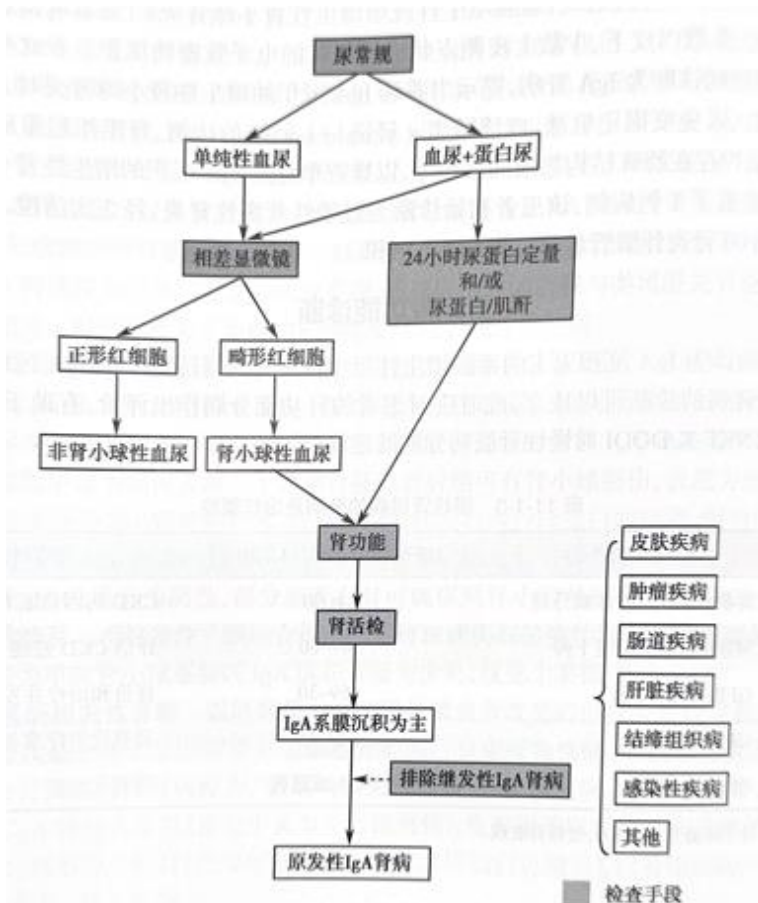 尿常规
单纯性血尿
血尿+蛋白尿
相差显微镜
24小时尿蛋白定量
和/或
尿蛋白/肌酐
正形红细胞
畸形红细胞
非肾小球性血尿
肾小球性血尿
肾功能
肾活检
IgA系膜沉积为主
排除继发性IgA肾病
原发性IgA肾病
皮肤疾病
肿瘤疾病
肠道疾病
肝脏疾病
结缔组织病
感染性疾病
其他
检查手段